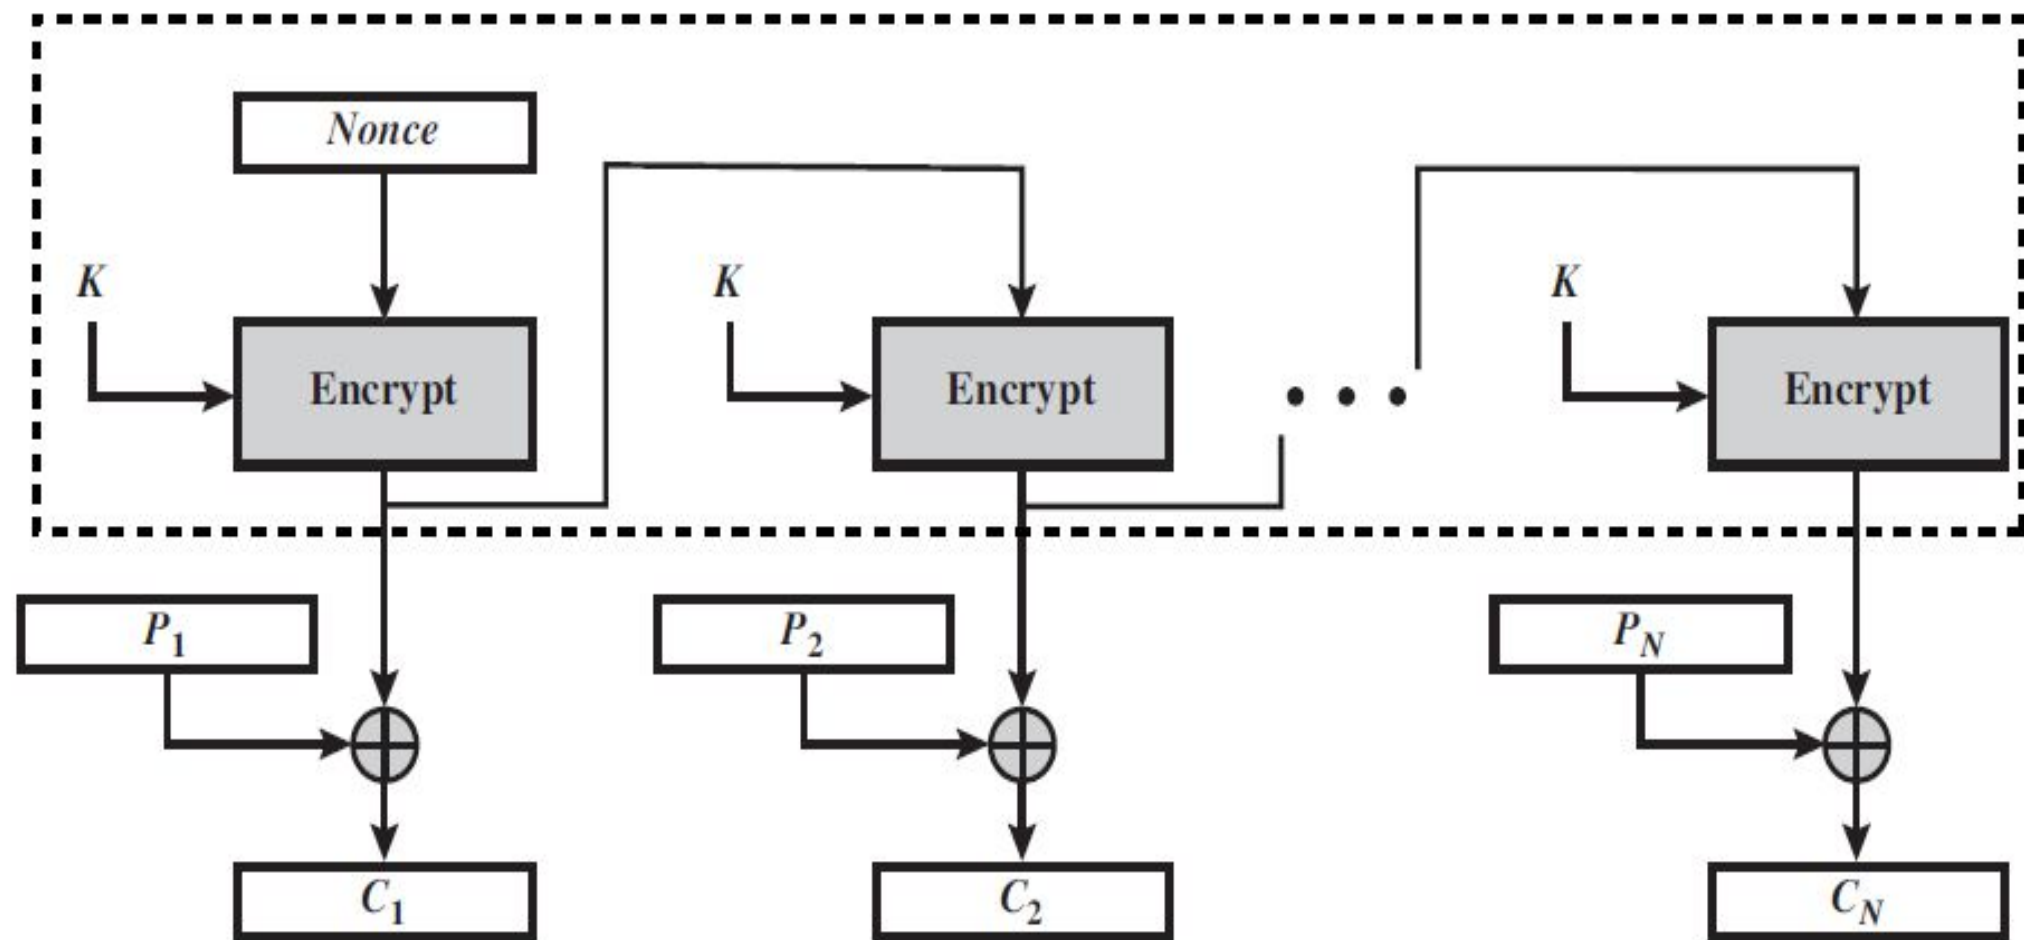 Nonce
K
K
K
Encrypt
Encrypt
• • •
Encrypt
P1
P2
PN
C1
C2
CN